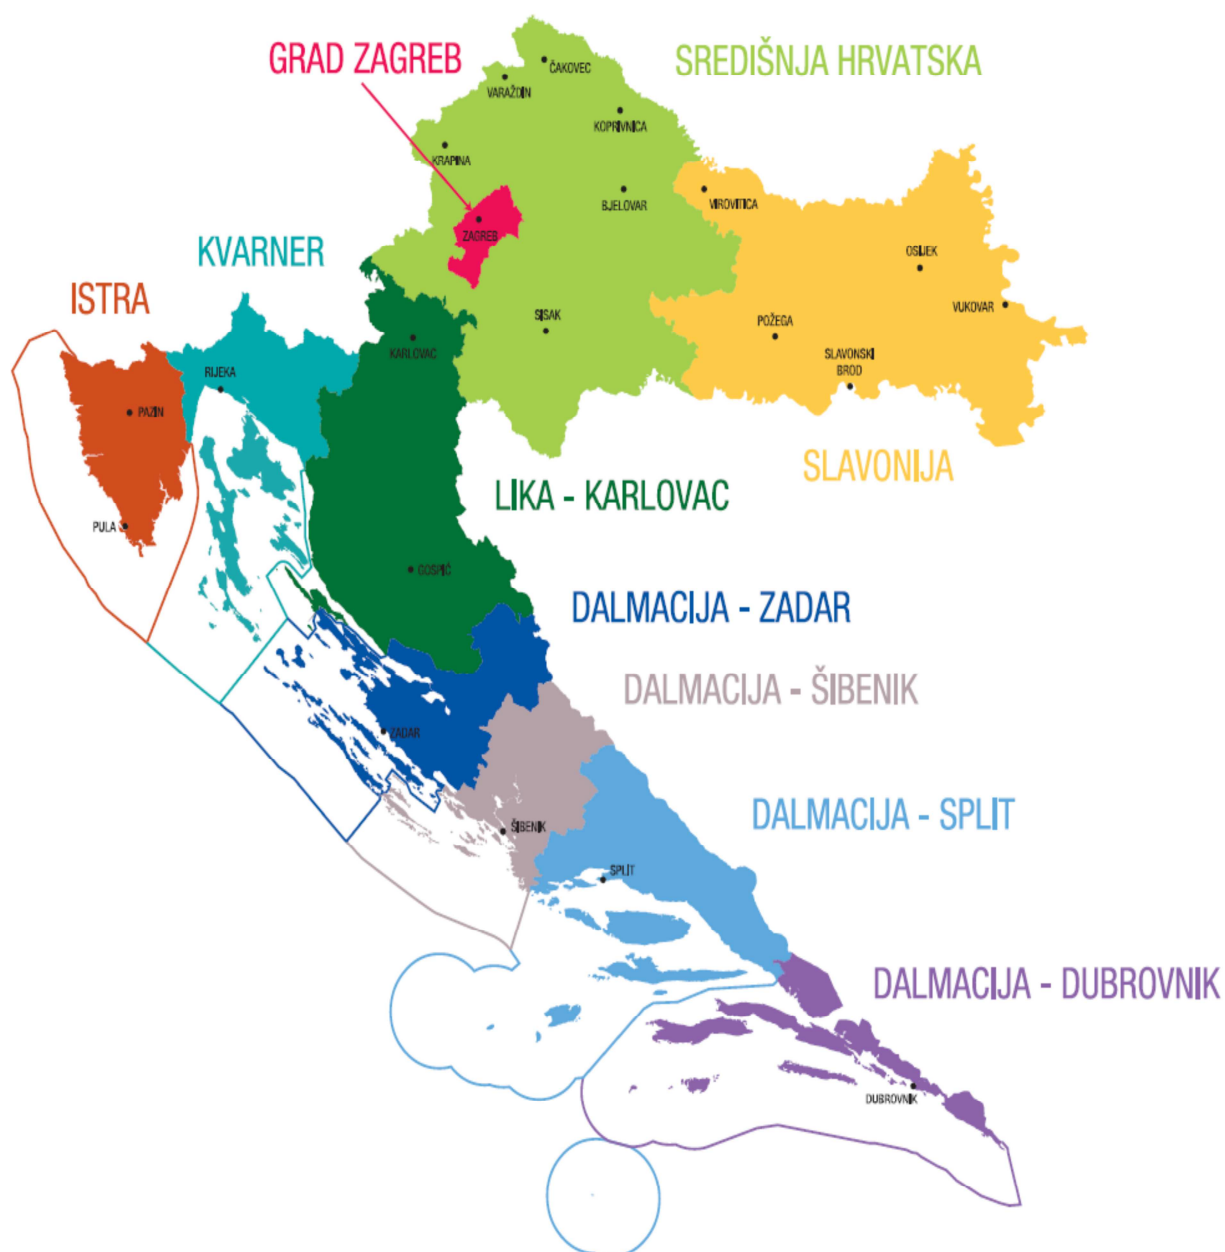 GRAD ZAGREB
SREDIŠNJA HRVATSKA
ČAKOVEC
VARAŽDIN
KOPRIVNICA
KRAPINA
BJELOVAR
VIROVITICA
ZAGREB
KVARNER
OSIJEK
ISTRA
VUKOVAR
SISAK
POŽEGA
KARLOVAC
SLAVONSKI
BROD
RIJEKA
PAZIN
SLAVONIJA
LIKA - KARLOVAC
PULA
GOSPIĆ
DALMACIJA - ZADAR
DALMACIJA - ŠIBENIK
ZADAR
DALMACIJA - SPLIT
ŠIBENIK
SPLIT
DALMACIJA - DUBROVNIK
DUBROVNIK